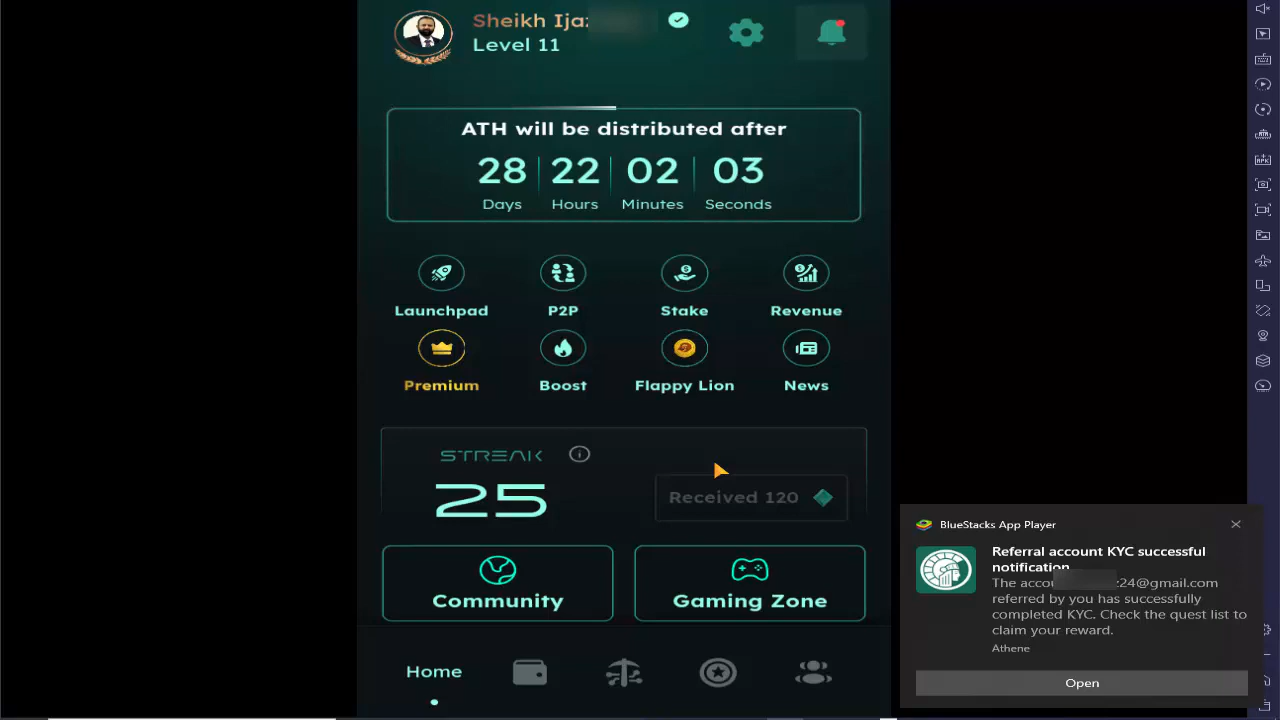 Sheikh Ijaz
Level 11
ATH will be distributed after
28 22 02 03
Days Hours Minutes Seconds
Launchpad P2P Stake Revenue
Premium Boost Flappy Lion News
STREAK
25
Received 120
Community Gaming Zone
Home
BlueStacks App Player
Referral account KYC successful
notification
The accou z24@gmail.com
referred by you has successfully
completed KYC. Check the quest list to
claim your reward.
Athene
Open